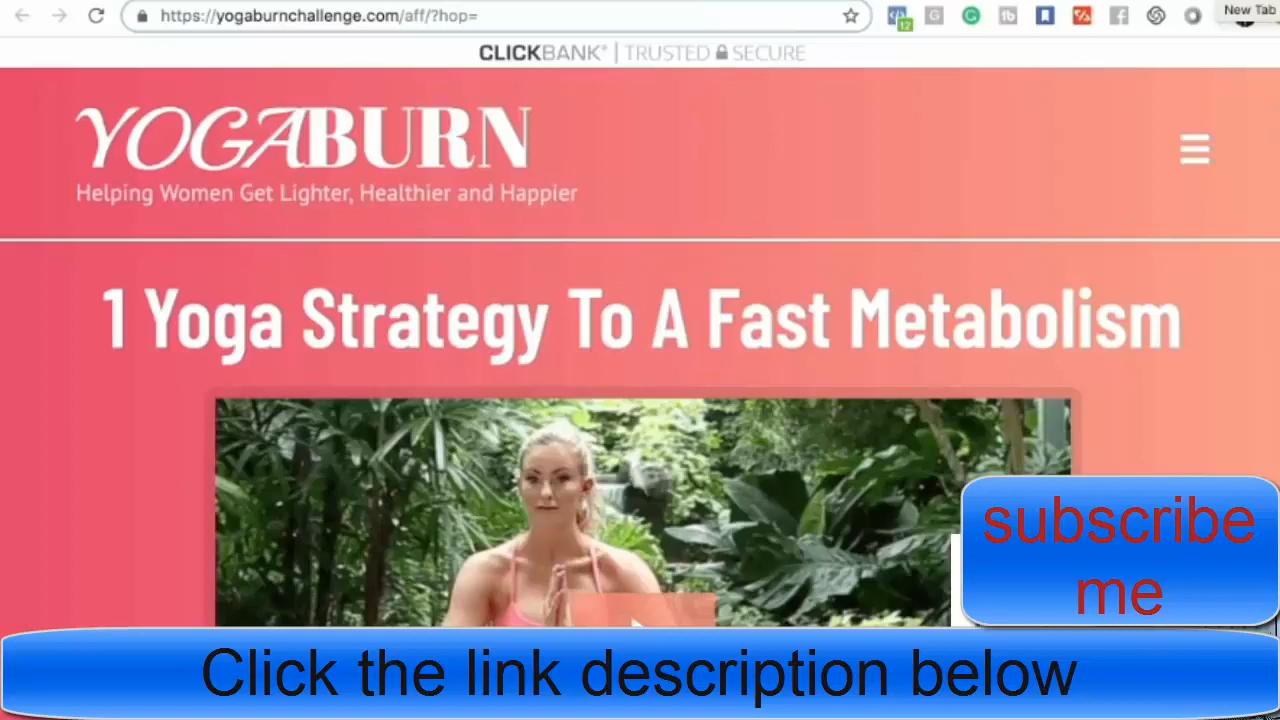 New Tab
https://yogaburnchallenge.com/aff/?hop=
12
CLICKBANK® | TRUSTED SECURE
YOGABURN
Helping Women Get Lighter, Healthier and Happier
1 Yoga Strategy To A Fast Metabolism
subscribe
me
Click the link description below